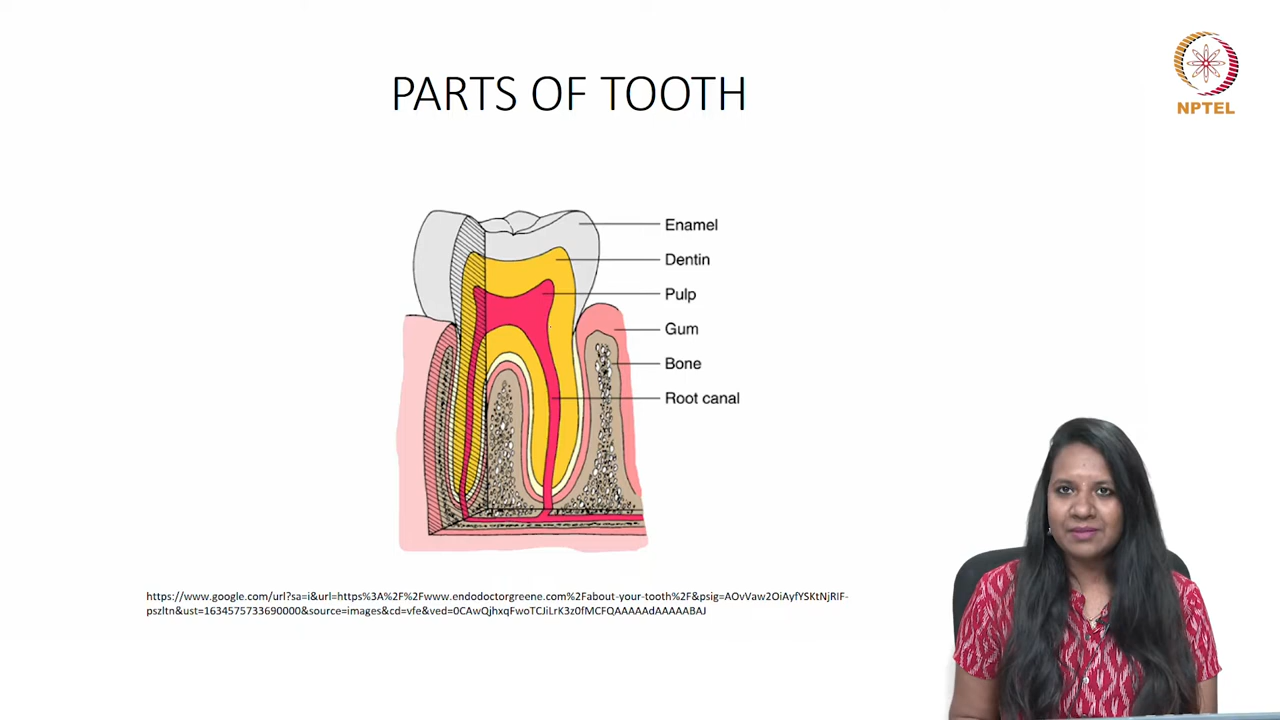 PARTS OF TOOTH
NPTEL
Enamel
Dentin
Pulp
Gum
Bone
Root canal
https://www.google.com/url?sa=i&url=https%3A%2F%2Fwww.endodoctorgreene.com%2Fabout-your-tooth%2F&psig=AOvVaw2OiAyfYSKtNjRIF-
pszltn&ust=1634575733690000&source=images&cd=vfe&ved=0CAwQjhxqFwoTCJiLrK3z0fMCFQAAAAAdAAAAABAJ